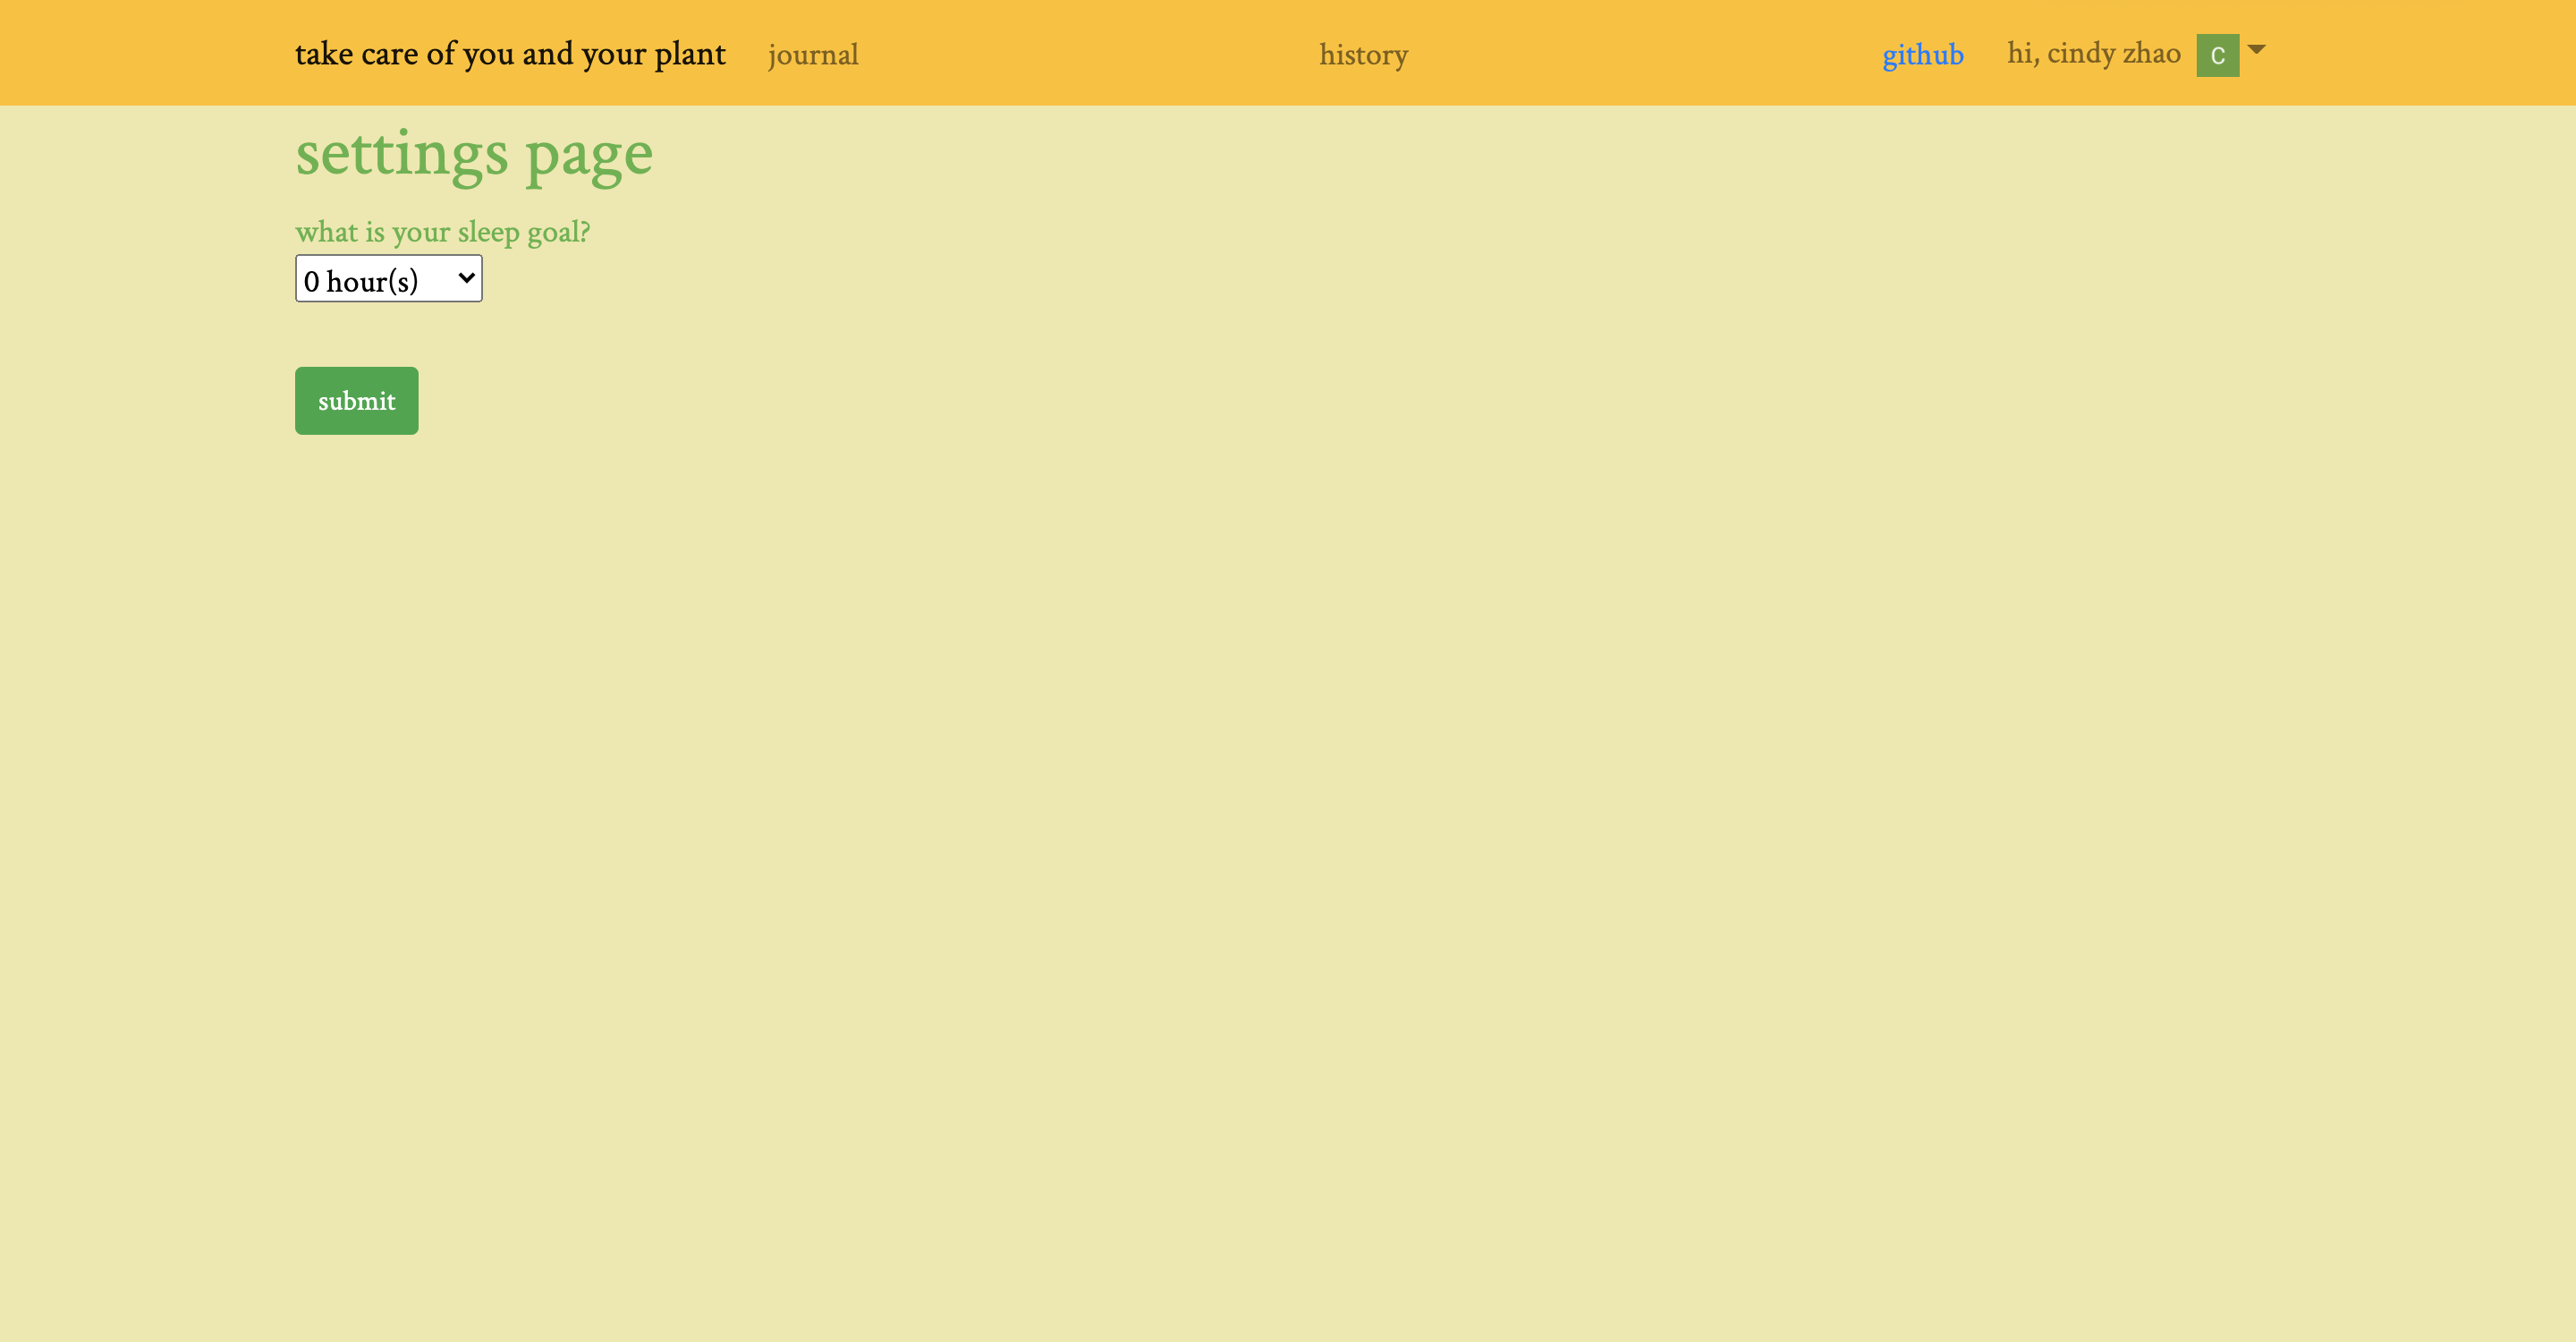 take care of you and your plant journal history github hi, cindy zhao C
settings page
what is your sleep goal?
0 hour(s)
submit